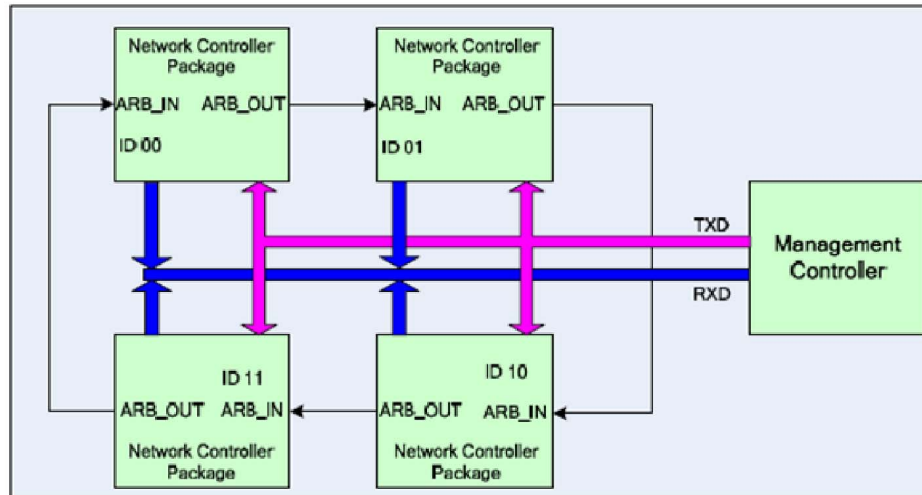 Network Controller
Package
ARB_IN ARB_OUT
ID 00
Network Controller
Package
ARB_IN ARB_OUT
ID 01
TXD
Management
Controller
RXD
ID 11
ARB_OUT ARB_IN
Network Controller
Package
ID 10
ARB_OUT ARB_IN
Network Controller
Package